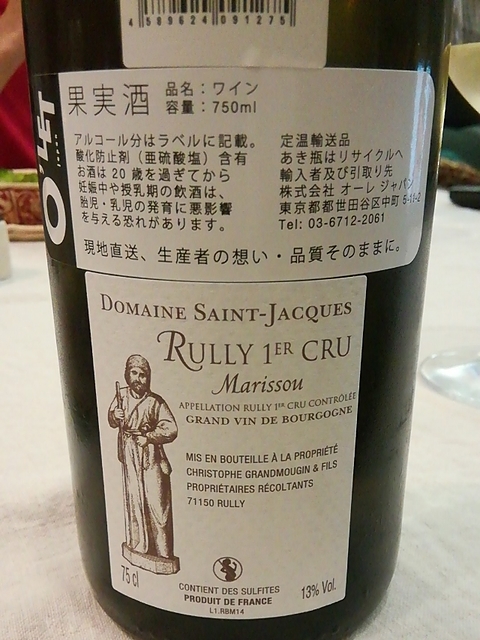 4 589624 091275
O'LET
果実酒
品名：ワイン
容量：750ml
アルコール分はラベルに記載。
酸化防止剤（亜硫酸塩）含有
お酒は20歳を過ぎてから
妊娠中や授乳期の飲酒は、
胎児・乳児の発育に悪影響
を与える恐れがあります。
定温輸送品
あき瓶はリサイクルへ
輸入者及び引取り先
株式会社 オーレ ジャパン
東京都都世田谷区中町 5-11-2
Tel: 03-6712-2061
現地直送、生産者の想い・品質そのままに。
DOMAINE SAINT-JACQUES
RULLY 1ER CRU
Marissou
APPELLATION RULLY 1ER CRU CONTRÔLÉE
GRAND VIN DE BOURGOGNE
MIS EN BOUTEILLE À LA PROPRIÉTÉ
CHRISTOPHE GRANDMOUGIN & FILS
PROPRIÉTAIRES RÉCOLTANTS
71150 RULLY
75 cl
CONTIENT DES SULFITES
13% Vol.
PRODUIT DE FRANCE
L1.RBM14